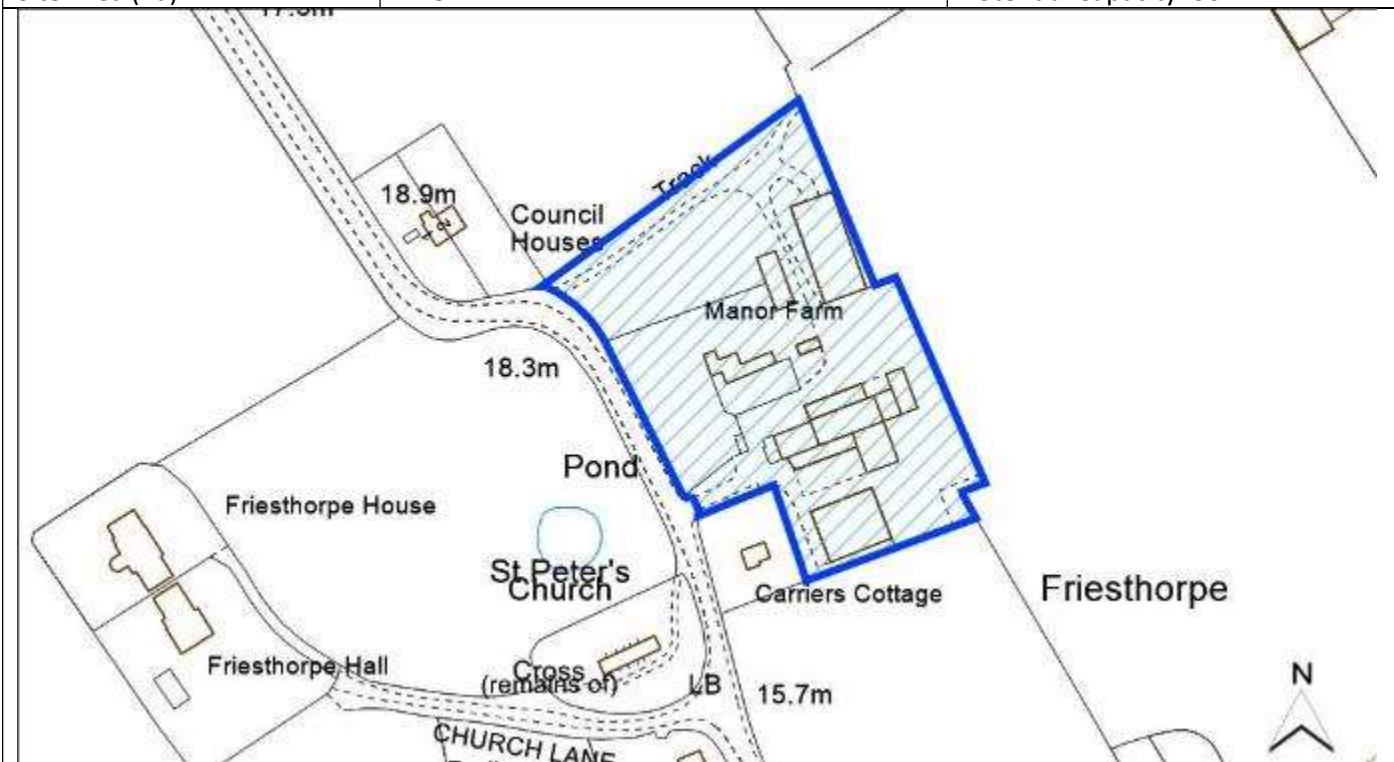 18.9m
Council
Houses
Track
Manor Farm
18.3m
Pond
Friesthorpe House
St Peter's
Church
Carriers Cottage
Friesthorpe
Friesthorpe Hall
Cross
(remains of)
LB
15.7m
N
CHURCH LANE